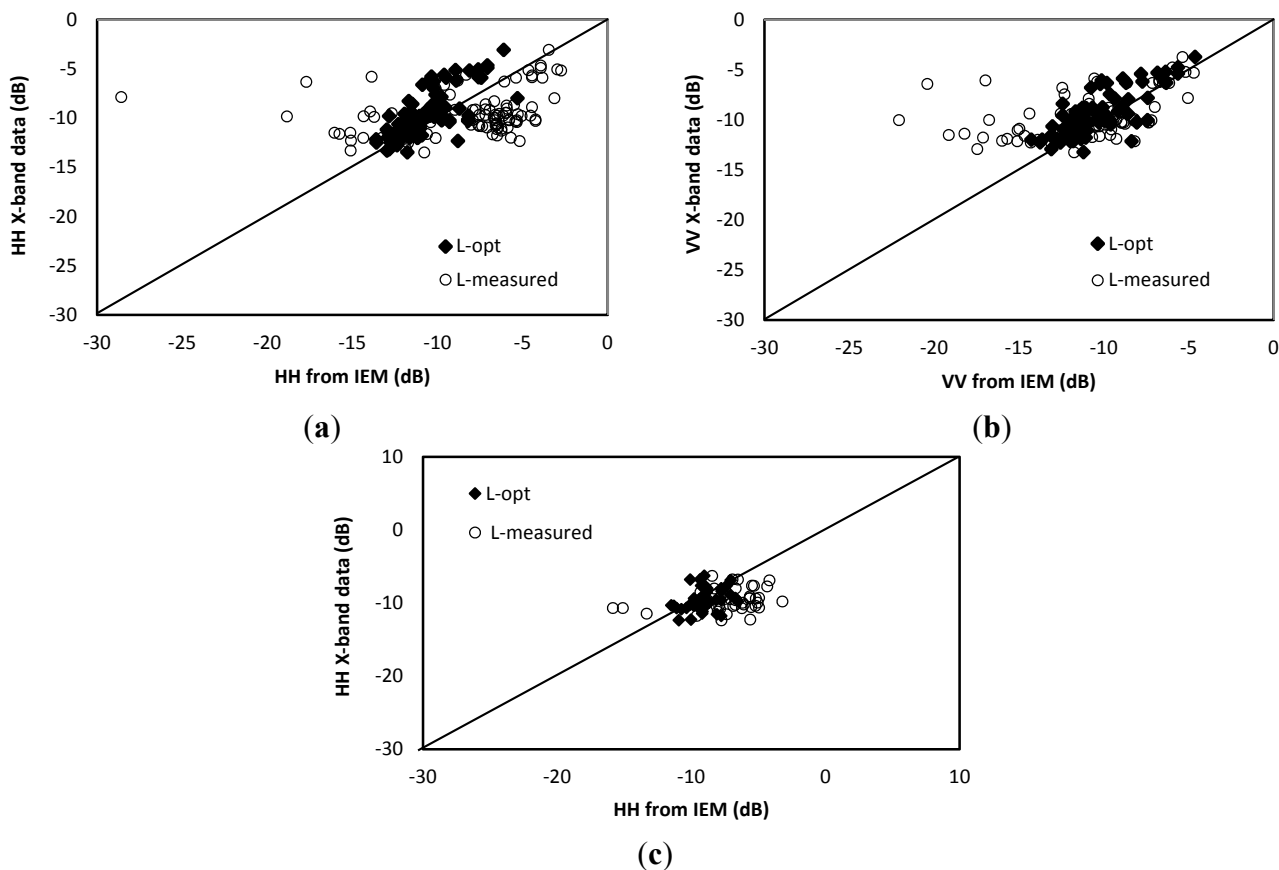 0
-5
-10
-15
-20
-25
-30
HH X-band data (dB)
L-opt
L-measured
-30 -25 -20 -15 -10 -5 0
HH from IEM (dB)
(a)
0
-5
-10
-15
-20
-25
-30
VV X-band data (dB)
L-opt
L-measured
-30 -25 -20 -15 -10 -5 0
VV from IEM (dB)
(b)
10
0
-10
-20
-30
HH X-band data (dB)
L-opt
L-measured
-30 -20 -10 0 10
HH from IEM (dB)
(c)